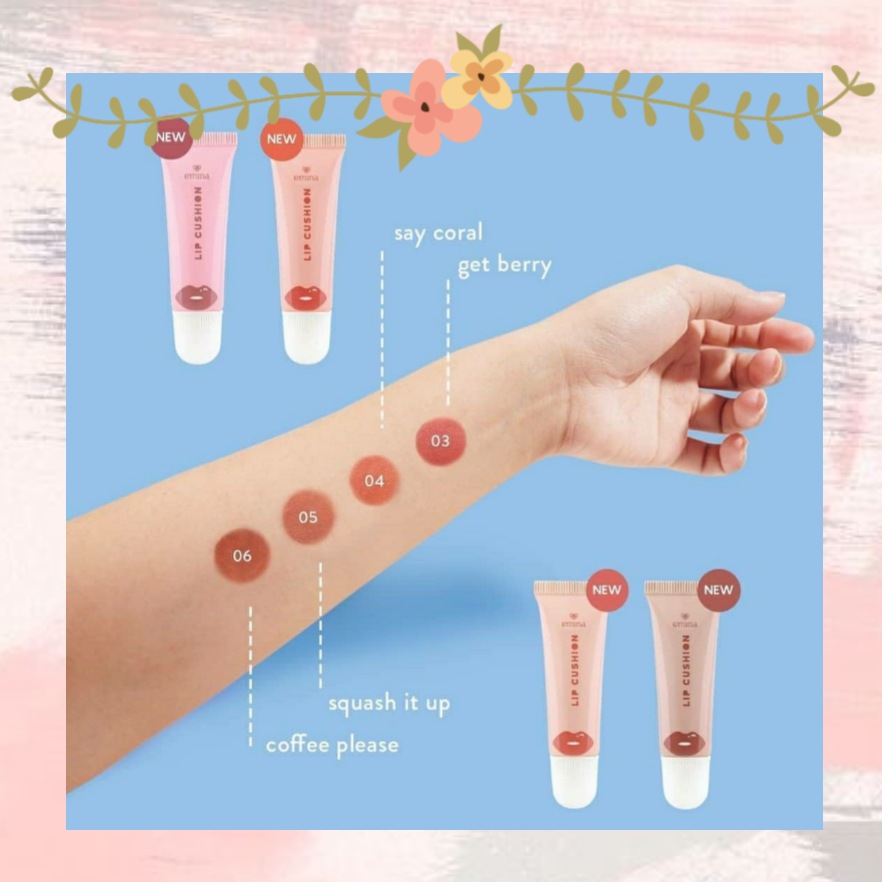 NEW
NEW
emina
LIP CUSHION
emina
LIP CUSHION
say coral
get berry
03
04
05
06
NEW
NEW
emina
LIP CUSHION
emina
LIP CUSHION
squash it up
coffee please